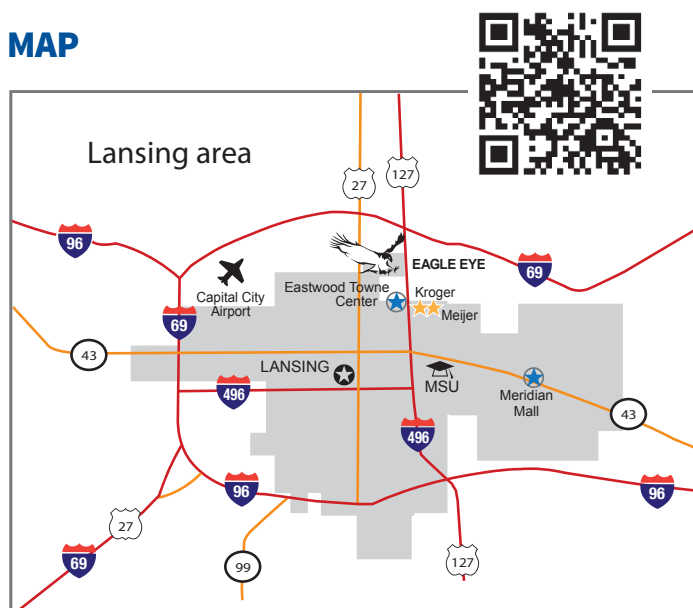 MAP
Lansing area
127
27
96
EAGLE EYE
69
Capital City
Airport
Eastwood Towne
Center
Kroger
Meijer
69
43
LANSING
MSU
496
Meridian
Mall
43
496
96
96
27
69
99
127